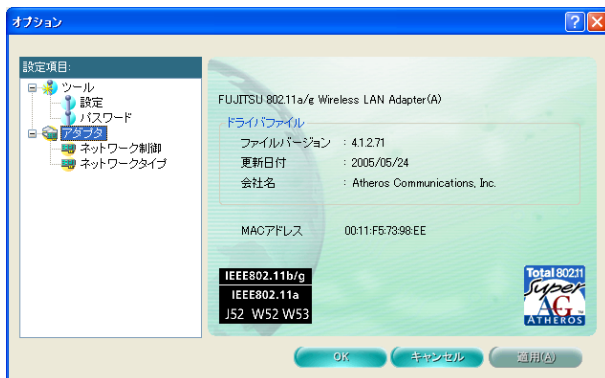 オプション
設定項目:
ツール
設定
パスワード
アダプタ
ネットワーク制御
ネットワークタイプ
FUJITSU 802.11a/g Wireless LAN Adapter(A)
ドライバファイル
ファイルバージョン : 4.1.2.71
更新日付 : 2005/05/24
会社名 : Atheros Communications, Inc.
MACアドレス 00:11:F5:73:98:EE
IEEE802.11b/g
IEEE802.11a
J52 W52 W53
Total 802.11
Super
AG
ATHEROS
OK
キャンセル
適用(A)